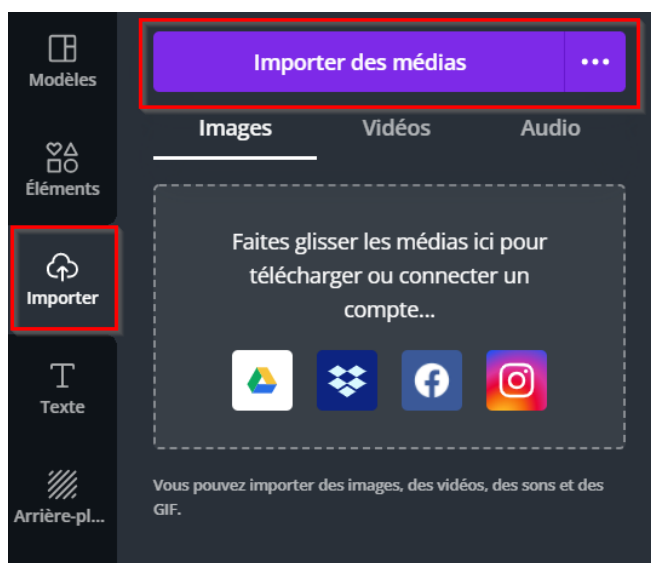 Modèles
Éléments
Importer
Texte
Arrière-pl...
Importer des médias
Images Vidéos Audio
Faites glisser les médias ici pour
télécharger ou connecter un
compte...
Vous pouvez importer des images, des vidéos, des sons et des
GIF.